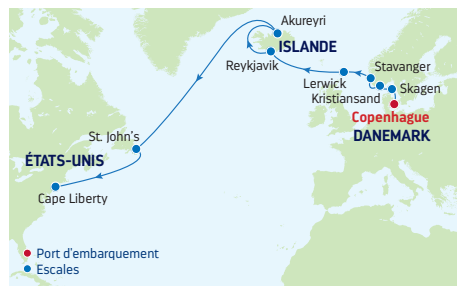 Akureyri
ISLANDE
Reykjavik
Stavanger
Lerwick
Skagen
Kristiansand
Copenhague
DANEMARK
St. John's
ÉTATS-UNIS
Cape Liberty
Port d'embarquement
Escales